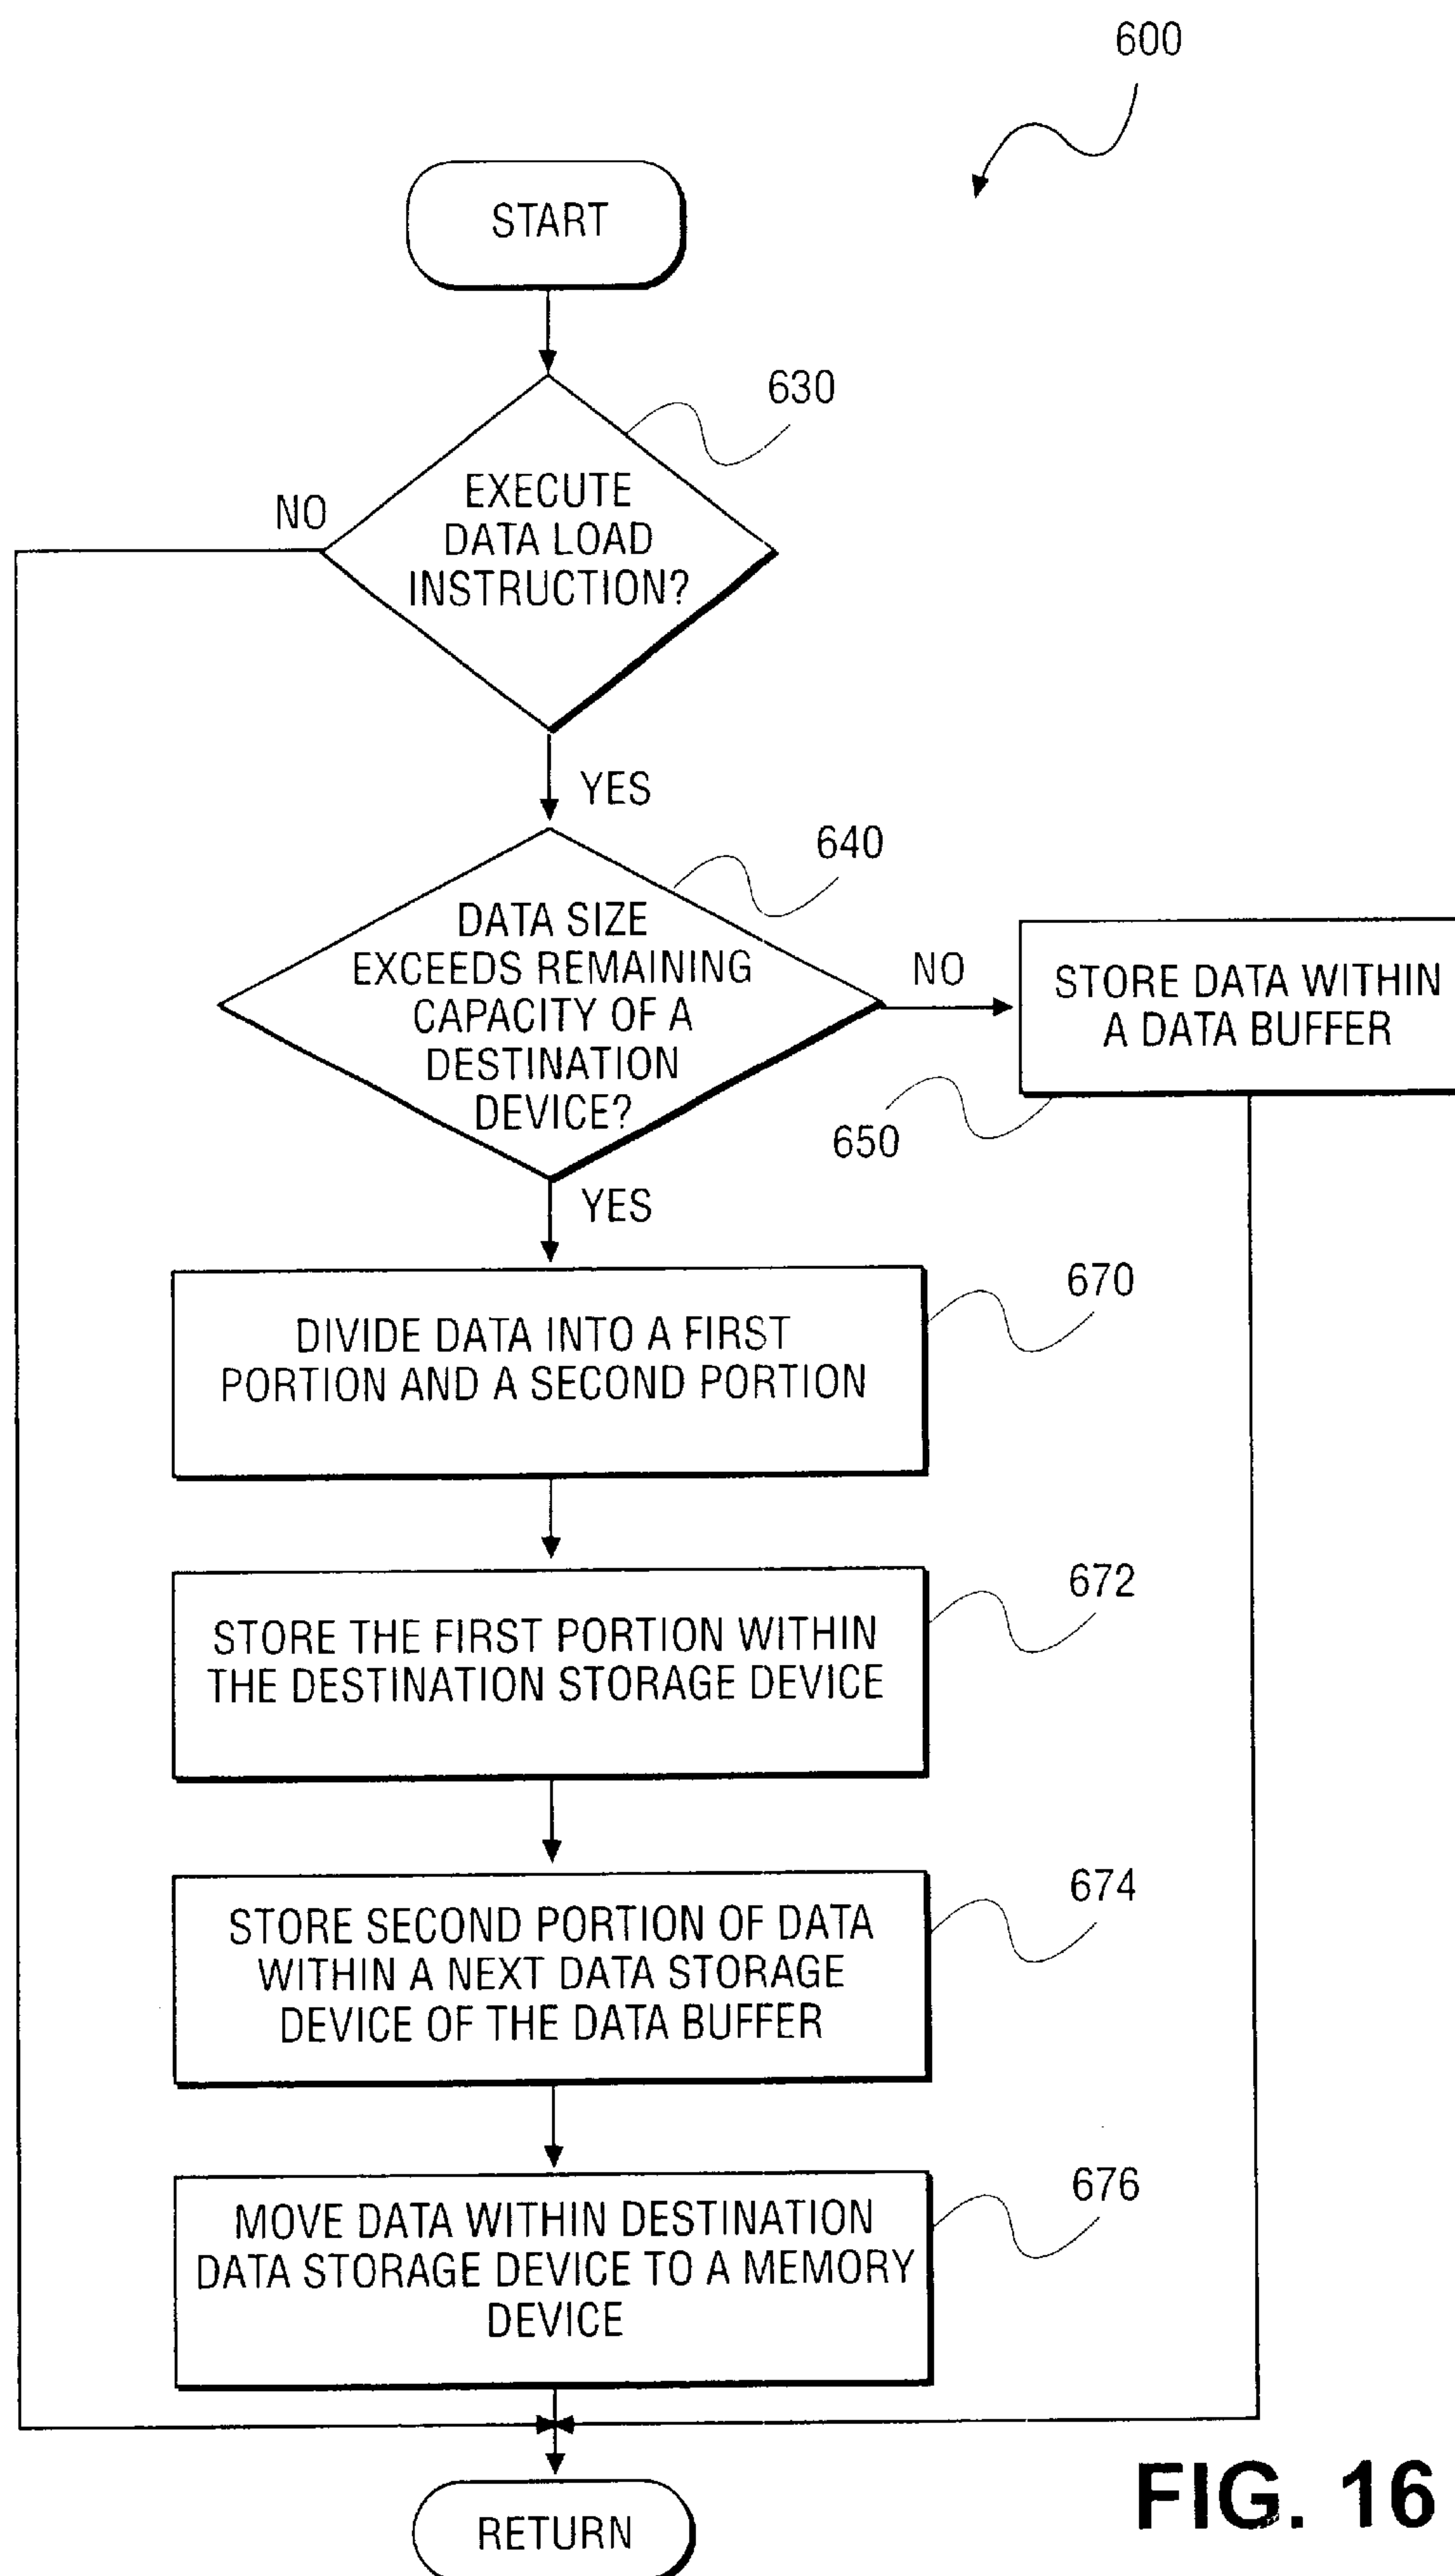 600
START
630
EXECUTE
DATA LOAD
INSTRUCTION?
NO
YES
640
DATA SIZE
EXCEEDS REMAINING
CAPACITY OF A
DESTINATION
DEVICE?
NO
STORE DATA WITHIN
A DATA BUFFER
650
YES
670
DIVIDE DATA INTO A FIRST
PORTION AND A SECOND PORTION
672
STORE THE FIRST PORTION WITHIN
THE DESTINATION STORAGE DEVICE
674
STORE SECOND PORTION OF DATA
WITHIN A NEXT DATA STORAGE
DEVICE OF THE DATA BUFFER
676
MOVE DATA WITHIN DESTINATION
DATA STORAGE DEVICE TO A MEMORY
DEVICE
RETURN
FIG. 16